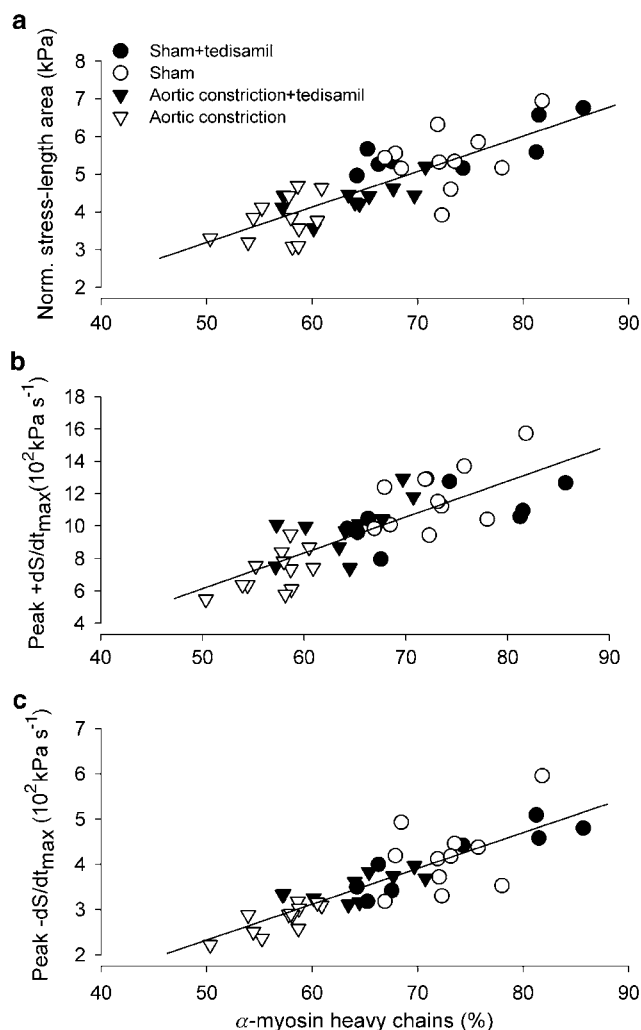 a
Norm. stress-length area (kPa)
8
7
6
5
4
3
2
Sham+tedisamil
Sham
Aortic constriction+tedisamil
Aortic constriction
40 50 60 70 80 90
b
Peak +dS/dtmax(10²kPa s⁻¹)
18
16
14
12
10
8
6
4
40 50 60 70 80 90
c
Peak -dS/dtmax (10²kPa s⁻¹)
7
6
5
4
3
2
40 50 60 70 80 90
α-myosin heavy chains (%)